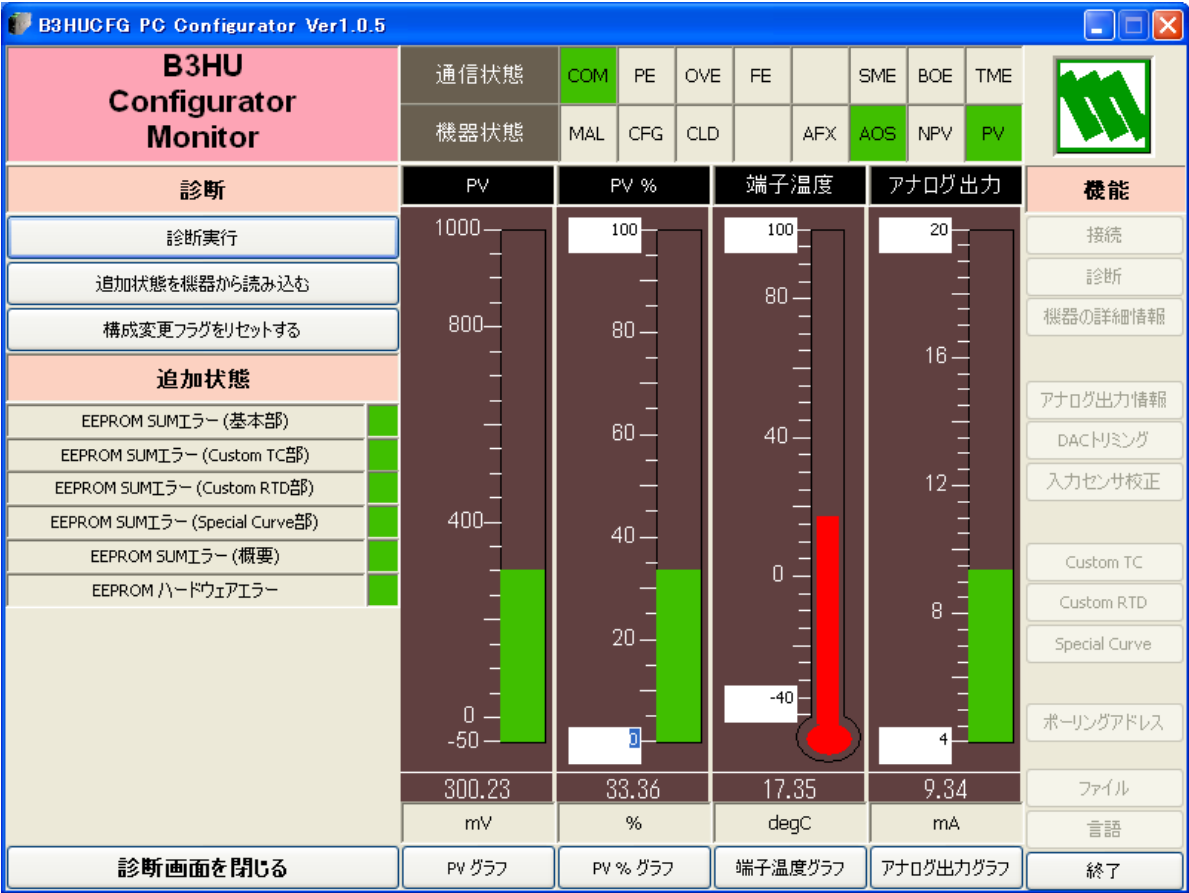 B3HUCFG PC Configurator Ver1.0.5
B3HU
Configurator
Monitor
通信状態 COM PE OVE FE SME BOE TME
機器状態 MAL CFG CLD AFX AOS NPV PV
診断
診断実行
追加状態を機器から読み込む
構成変更フラグをリセットする
追加状態
EEPROM SUMエラー (基本部)
EEPROM SUMエラー (Custom TC部)
EEPROM SUMエラー (Custom RTD部)
EEPROM SUMエラー (Special Curve部)
EEPROM SUMエラー (概要)
EEPROM ハードウェアエラー
診断画面を閉じる
PV
1000
800
400
0
-50
300.23
mV
PV グラフ
PV %
100
80
60
40
20
0
33.36
%
PV % グラフ
端子温度
100
80
40
0
-40
17.35
degC
端子温度グラフ
アナログ出力
20
16
12
8
4
9.34
mA
アナログ出力グラフ
機能
接続
診断
機器の詳細情報
アナログ出力情報
DACトリミング
入力センサ校正
Custom TC
Custom RTD
Special Curve
ポーリングアドレス
ファイル
言語
終了